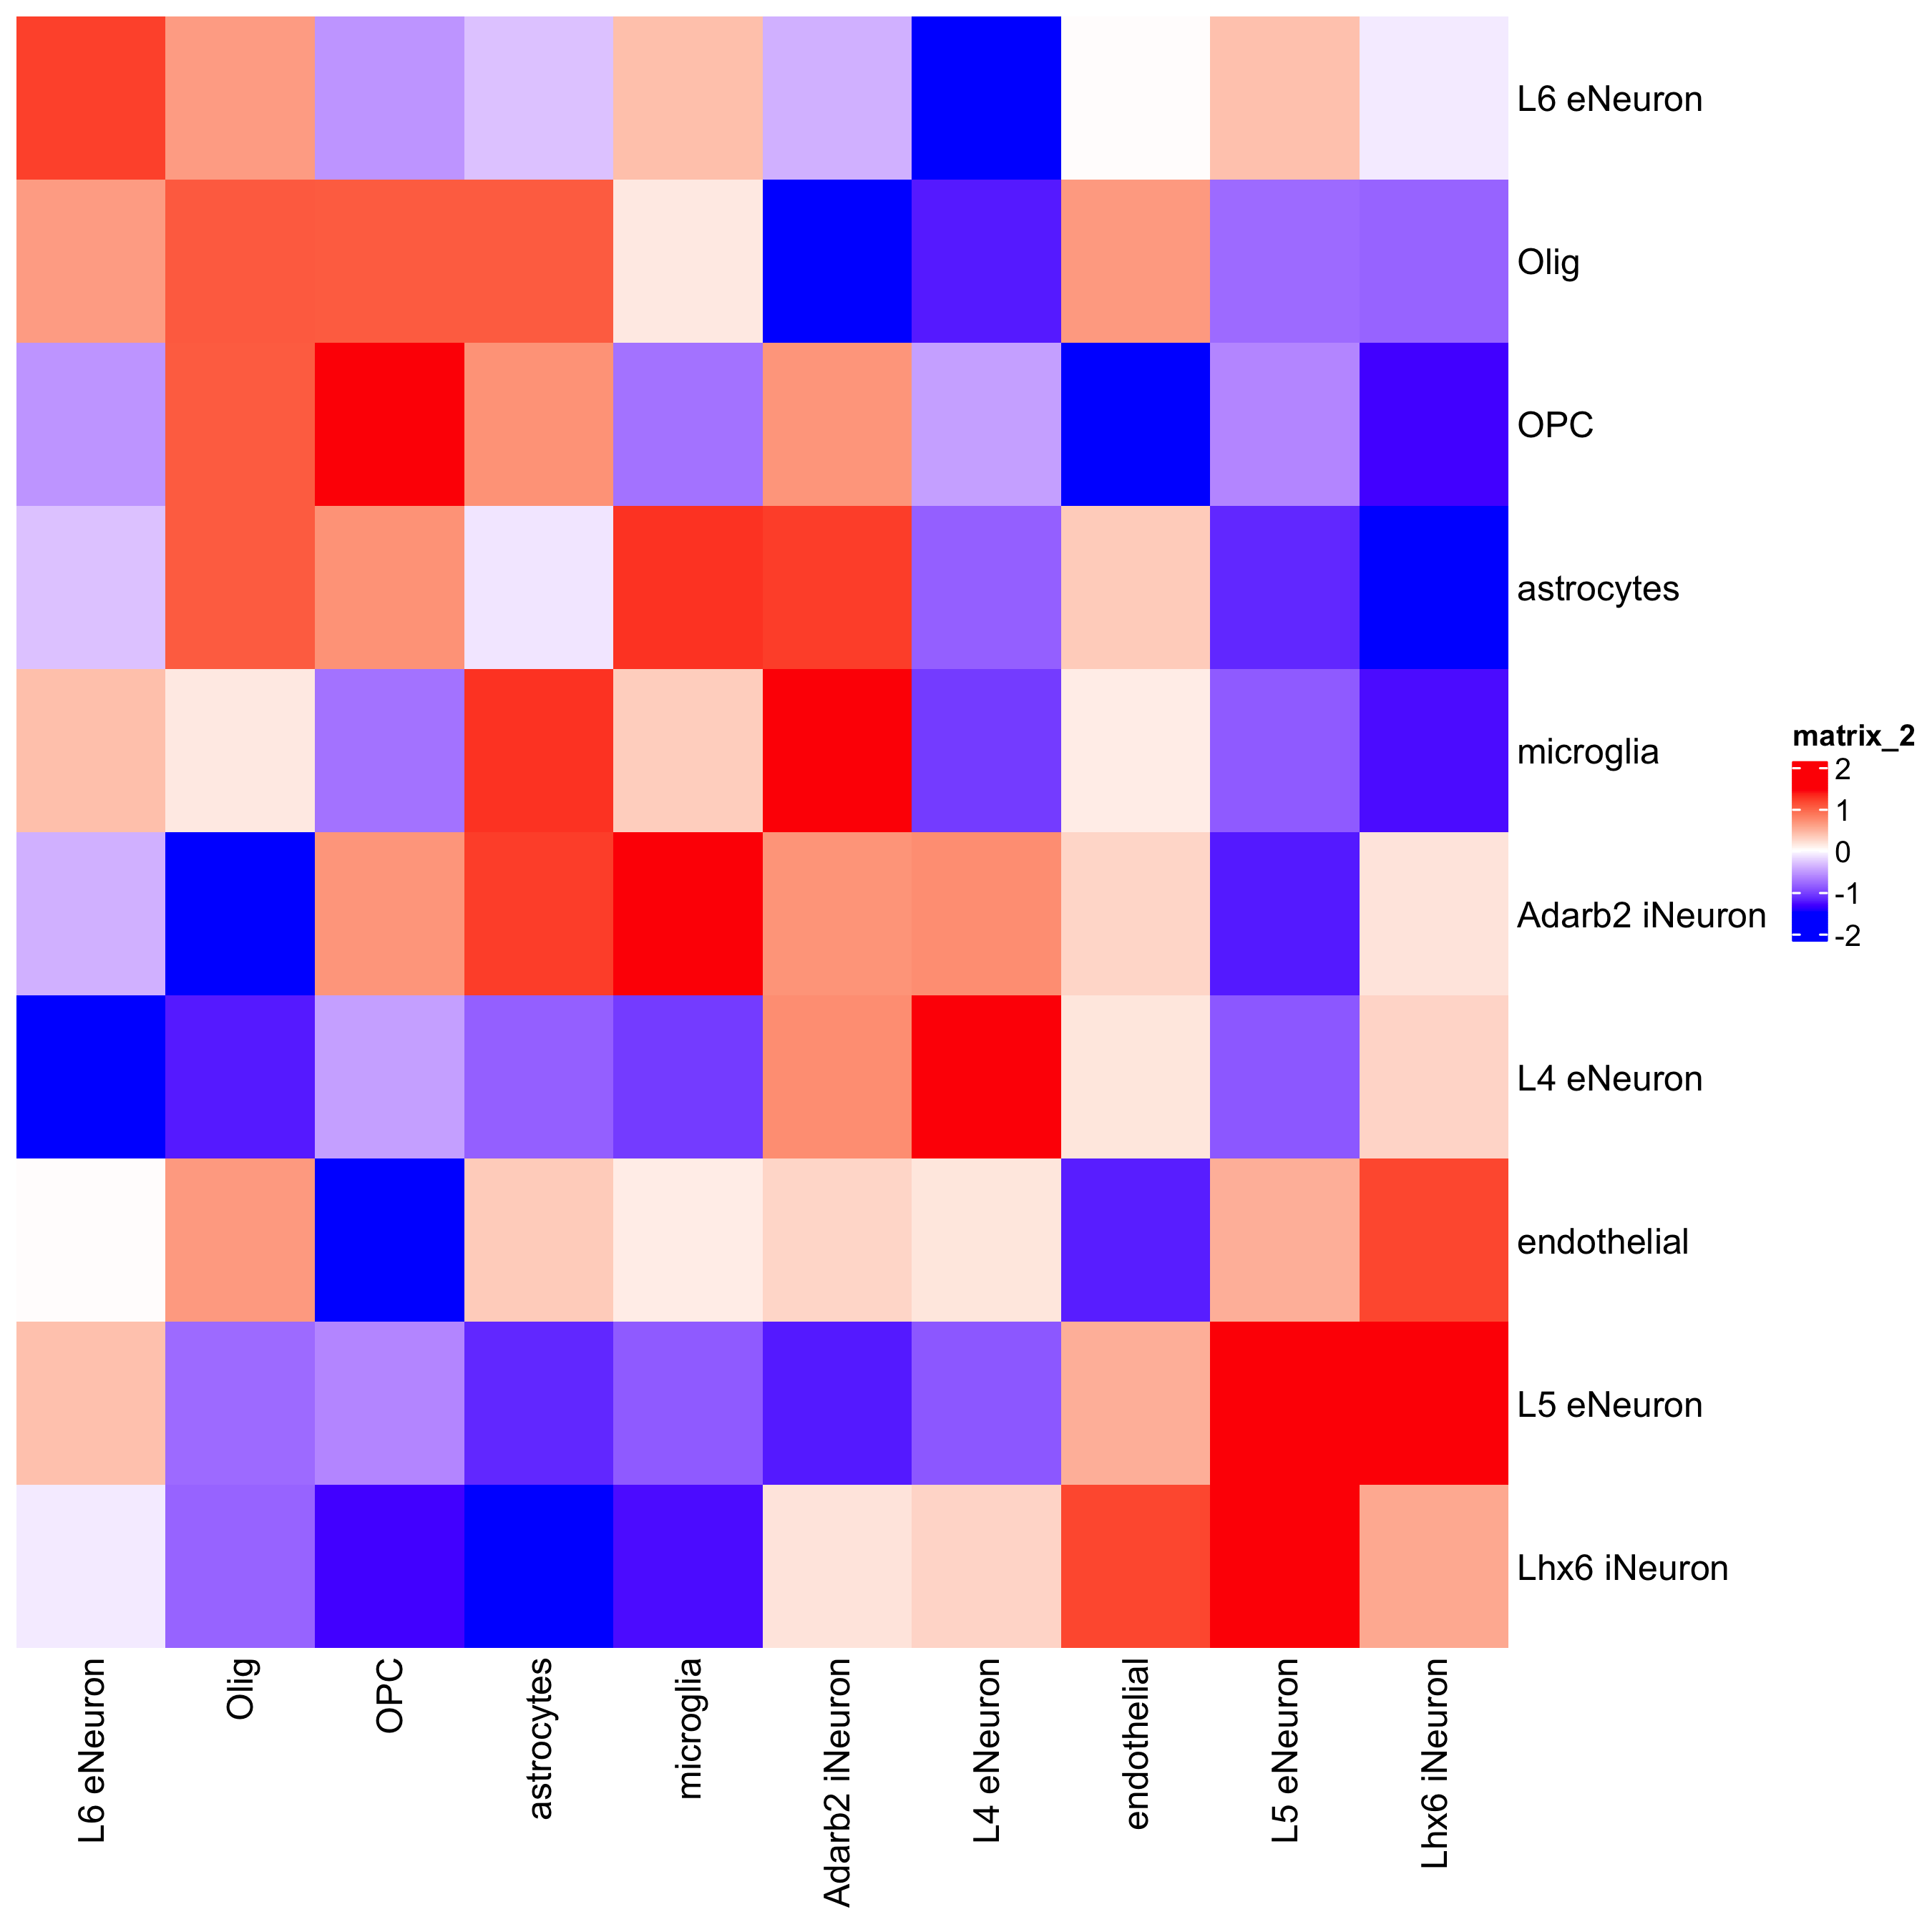 L6 eNeuron
Olig
OPC
astrocytes
microglia
Adarb2 iNeuron
L4 eNeuron
endothelial
L5 eNeuron
Lhx6 iNeuron
matrix_2
2
1
0
-1
-2
L6 eNeuron
Olig
OPC
astrocytes
microglia
Adarb2 iNeuron
L4 eNeuron
endothelial
L5 eNeuron
Lhx6 iNeuron